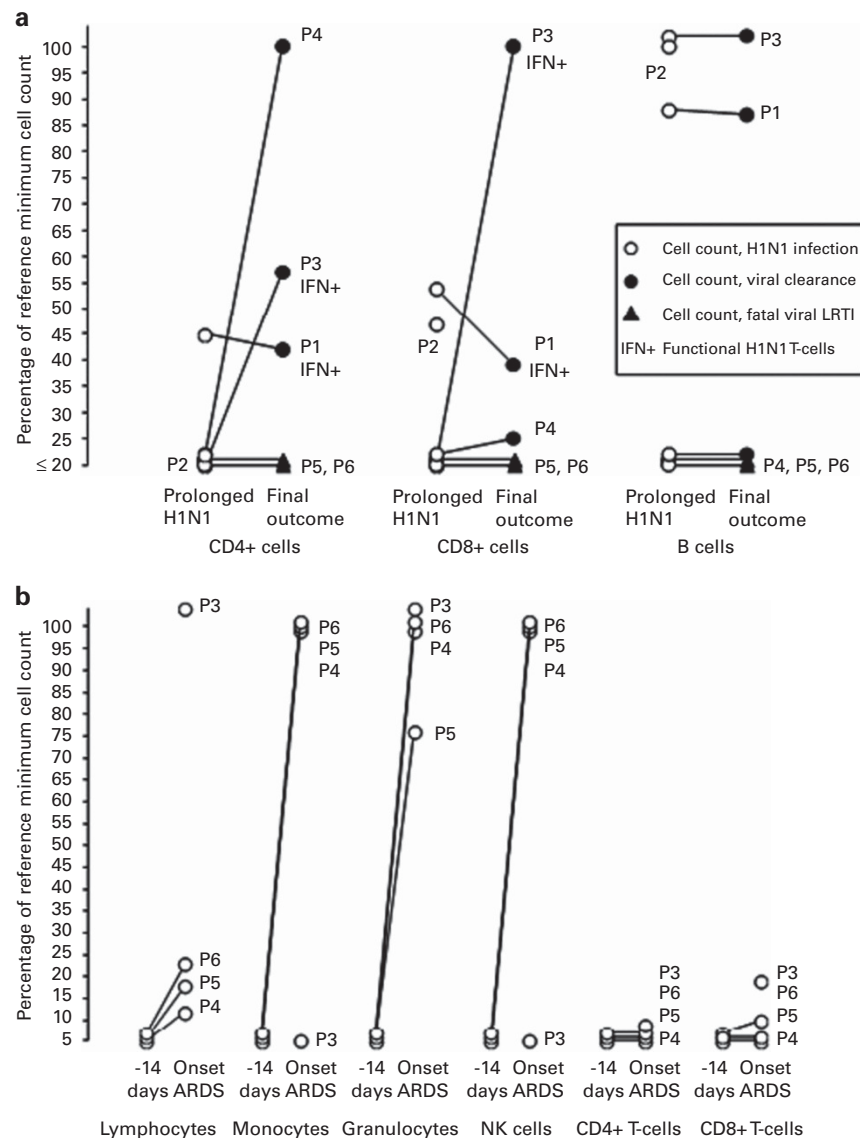 a
Percentage of reference minimum cell count
100
95
90
85
80
75
70
65
60
55
50
45
40
35
30
25
≤ 20
P4
P3
IFN+
P1
IFN+
P2
P5, P6
Prolonged H1N1
Final outcome
CD4+ cells
P3
IFN+
P2
P1
IFN+
P4
P5, P6
Prolonged H1N1
Final outcome
CD8+ cells
P3
P2
P1
P4, P5, P6
Prolonged H1N1
Final outcome
B cells
Cell count, H1N1 infection
Cell count, viral clearance
Cell count, fatal viral LRTI
IFN+ Functional H1N1 T-cells
b
Percentage of reference minimum cell count
100
95
90
85
80
75
70
65
60
55
50
45
40
35
30
25
20
15
10
5
P3
P6
P5
P4
-14 days
Onset ARDS
Lymphocytes
P6
P5
P4
P3
-14 days
Onset ARDS
Monocytes
P3
P6
P4
P5
-14 days
Onset ARDS
Granulocytes
P6
P5
P4
P3
-14 days
Onset ARDS
NK cells
P3
P6
P5
P4
-14 days
Onset ARDS
CD4+ T-cells
P3
P6
P5
P4
-14 days
Onset ARDS
CD8+ T-cells